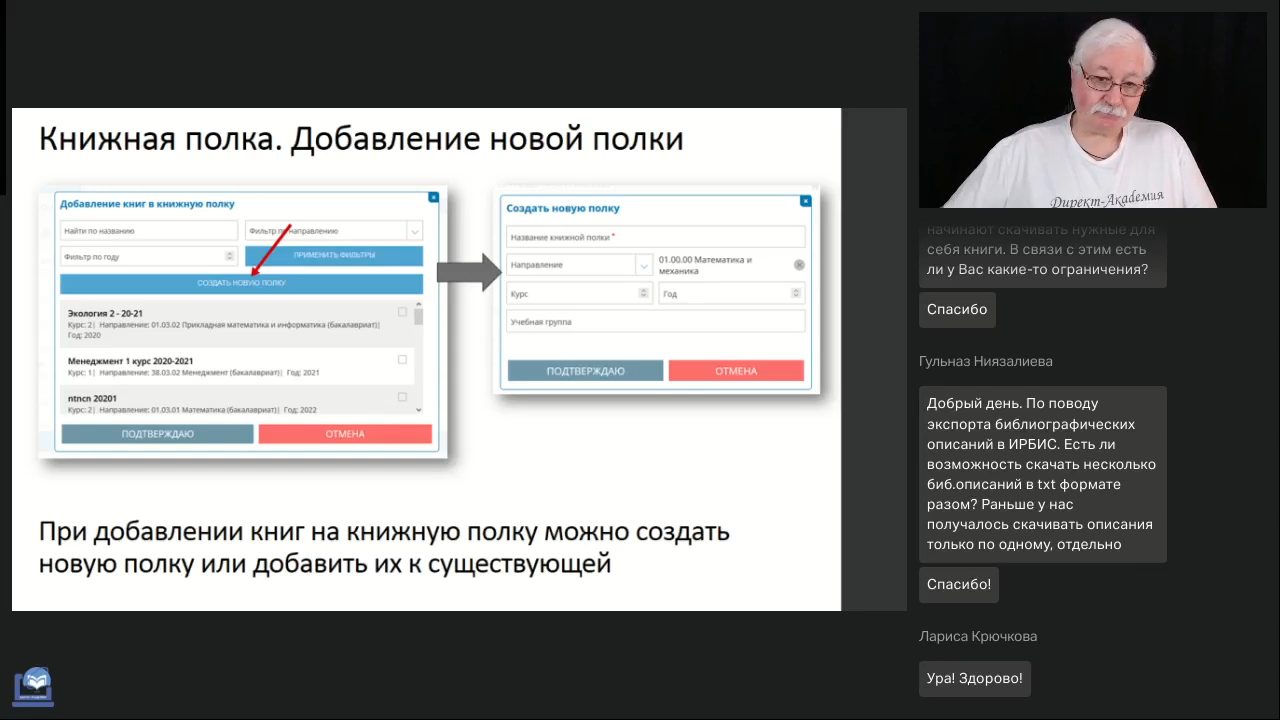 Книжная полка. Добавление новой полки
Добавление книг в книжную полку
Найти по названию
Фильтр по направлению
Фильтр по году
ПРИМЕНИТЬ ФИЛЬТРЫ
СОЗДАТЬ НОВУЮ ПОЛКУ
Экология 2 - 20-21
Курс: 2| Направление: 01.03.02 Прикладная математика и информатика (бакалавриат)|
Год: 2020
Менеджмент 1 курс 2020-2021
Курс: 1| Направление: 38.03.02 Менеджмент (бакалавриат)| Год: 2021
ntncn 20201
Курс: 2| Направление: 01.03.01 Математика (бакалавриат)| Год: 2022
ПОДТВЕРЖДАЮ
ОТМЕНА
Создать новую полку
Название книжной полки *
Направление
01.00.00 Математика и
механика
Курс
Год
Учебная группа
ПОДТВЕРЖДАЮ
ОТМЕНА
При добавлении книг на книжную полку можно создать
новую полку или добавить их к существующей
Директ-Академия
начинают скачивать нужные для
себя книги. В связи с этим есть
ли у Вас какие-то ограничения?
Спасибо
Гульназ Ниязалиева
Добрый день. По поводу
экспорта библиографических
описаний в ИРБИС. Есть ли
возможность скачать несколько
биб.описаний в txt формате
разом? Раньше у нас
получалось скачивать описания
только по одному, отдельно
Спасибо!
Лариса Крючкова
Ура! Здорово!